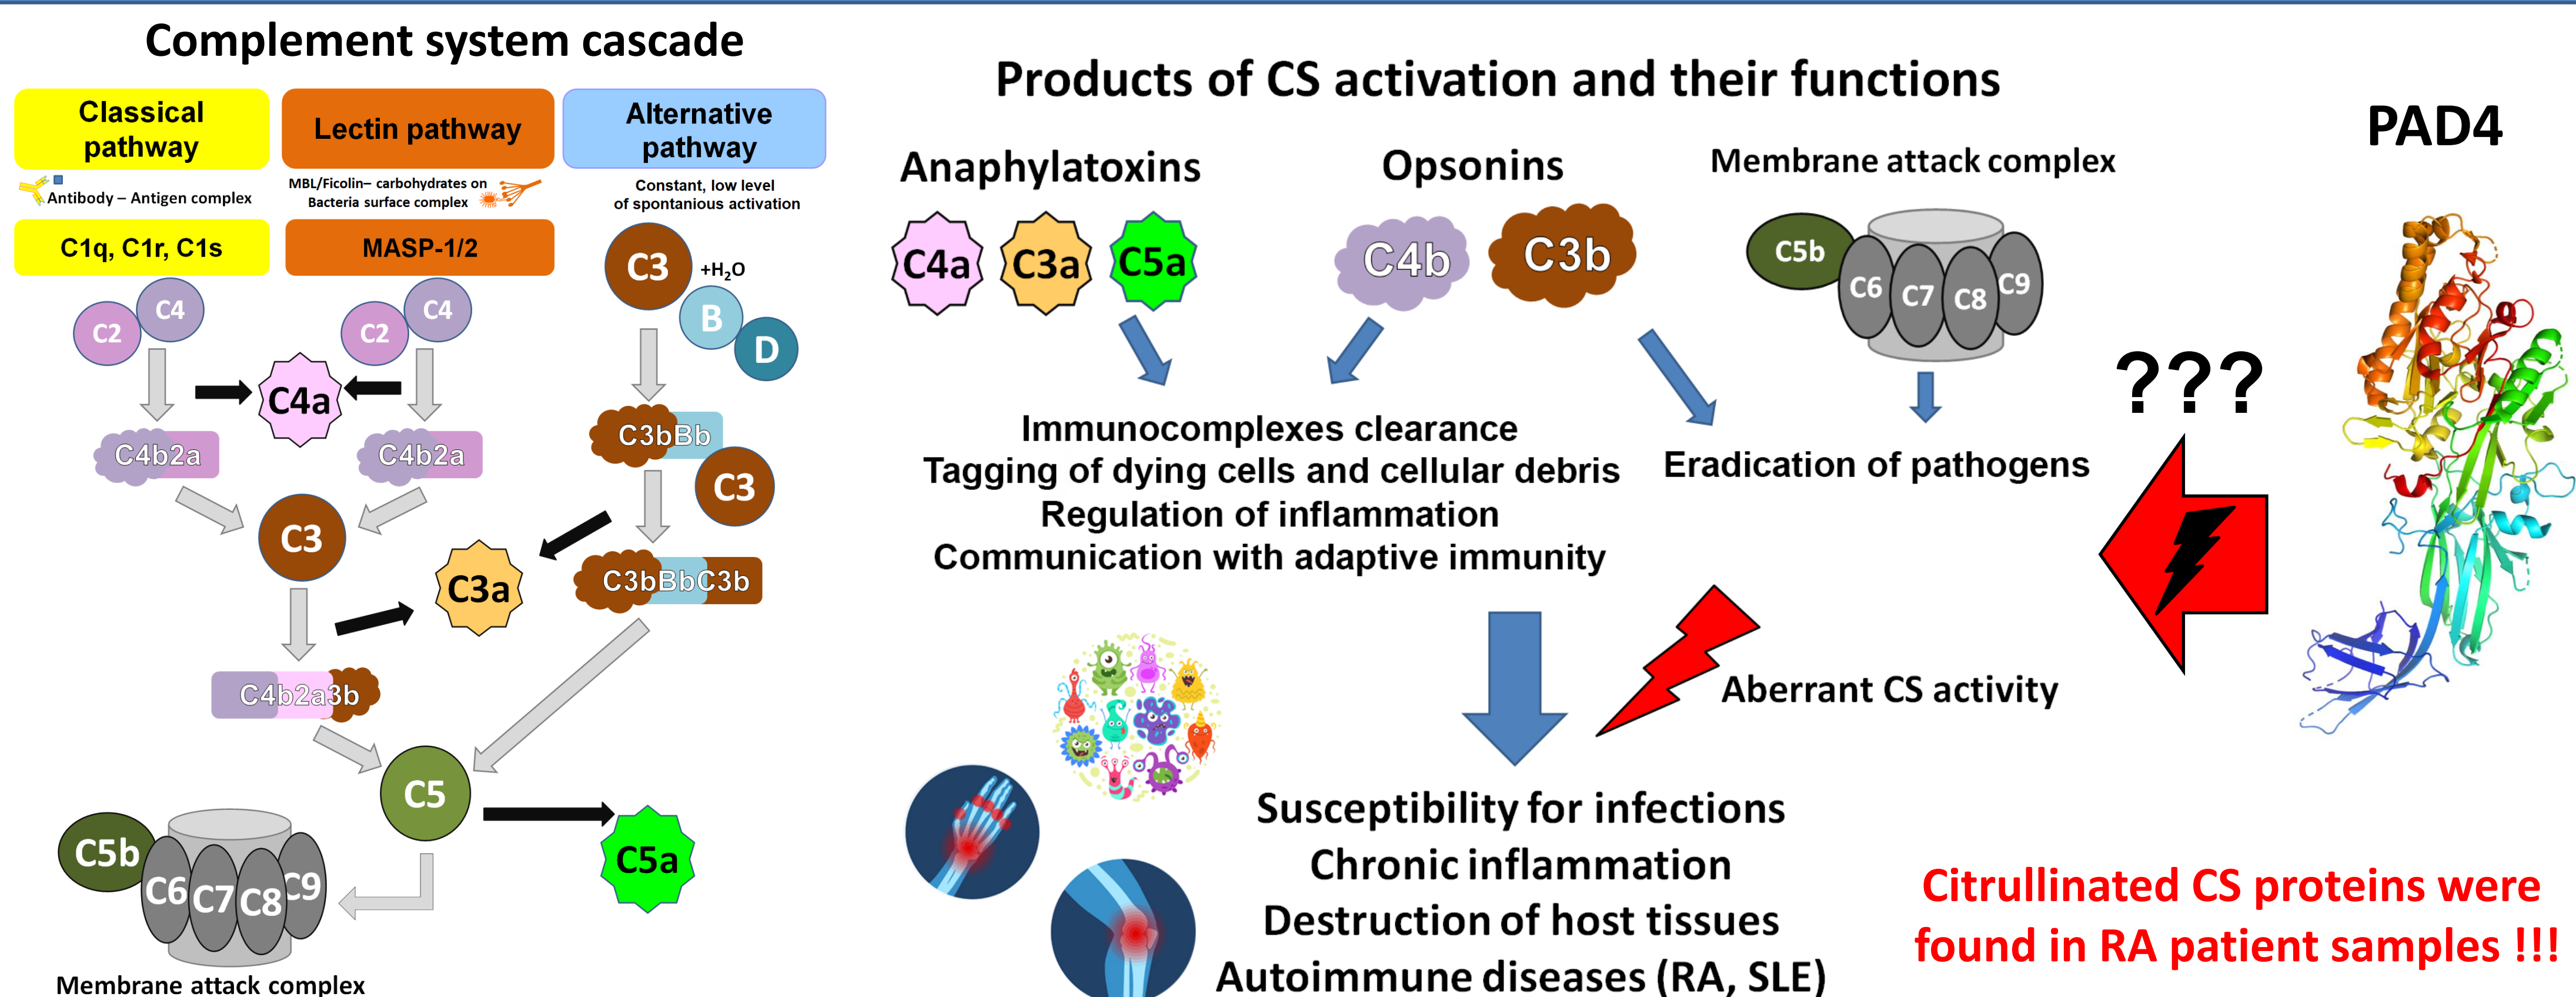 Complement system cascade
Classical
pathway
Lectin pathway
Alternative
pathway
Antibody – Antigen complex
MBL/Ficolin– carbohydrates on
Bacteria surface complex
Constant, low level
of spontanious activation
C1q, C1r, C1s
MASP-1/2
C3
+H₂O
B
D
C2
C4
C2
C4
C4a
C4b2a
C4b2a
C3bBb
C3
C3
C3a
C3bBbC3b
C4b2a3b
C5
C5a
C5b
C6
C7
C8
C9
Membrane attack complex
Products of CS activation and their functions
Anaphylatoxins
Opsonins
Membrane attack complex
C4a
C3a
C5a
C4b
C3b
C5b
C6
C7
C8
C9
Immunocomplexes clearance
Tagging of dying cells and cellular debris
Regulation of inflammation
Communication with adaptive immunity
Eradication of pathogens
Aberrant CS activity
Susceptibility for infections
Chronic inflammation
Destruction of host tissues
Autoimmune diseases (RA, SLE)
PAD4
???
Citrullinated CS proteins were
found in RA patient samples !!!